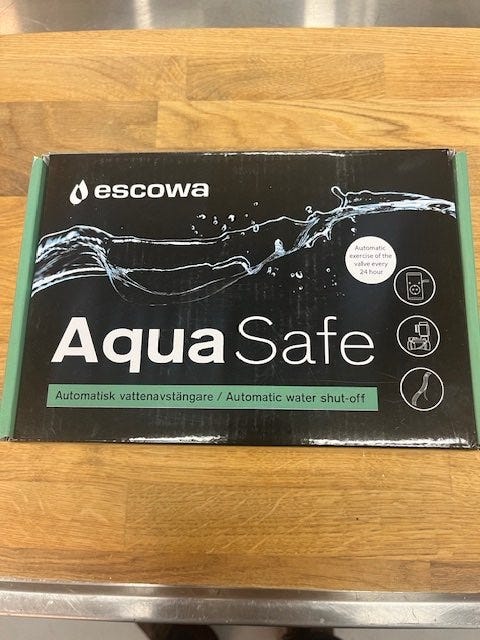 escowa
Automatic
exercise of the
valve every
24 hour
Aqua Safe
Automatisk vattenavstängare / Automatic water shut-off